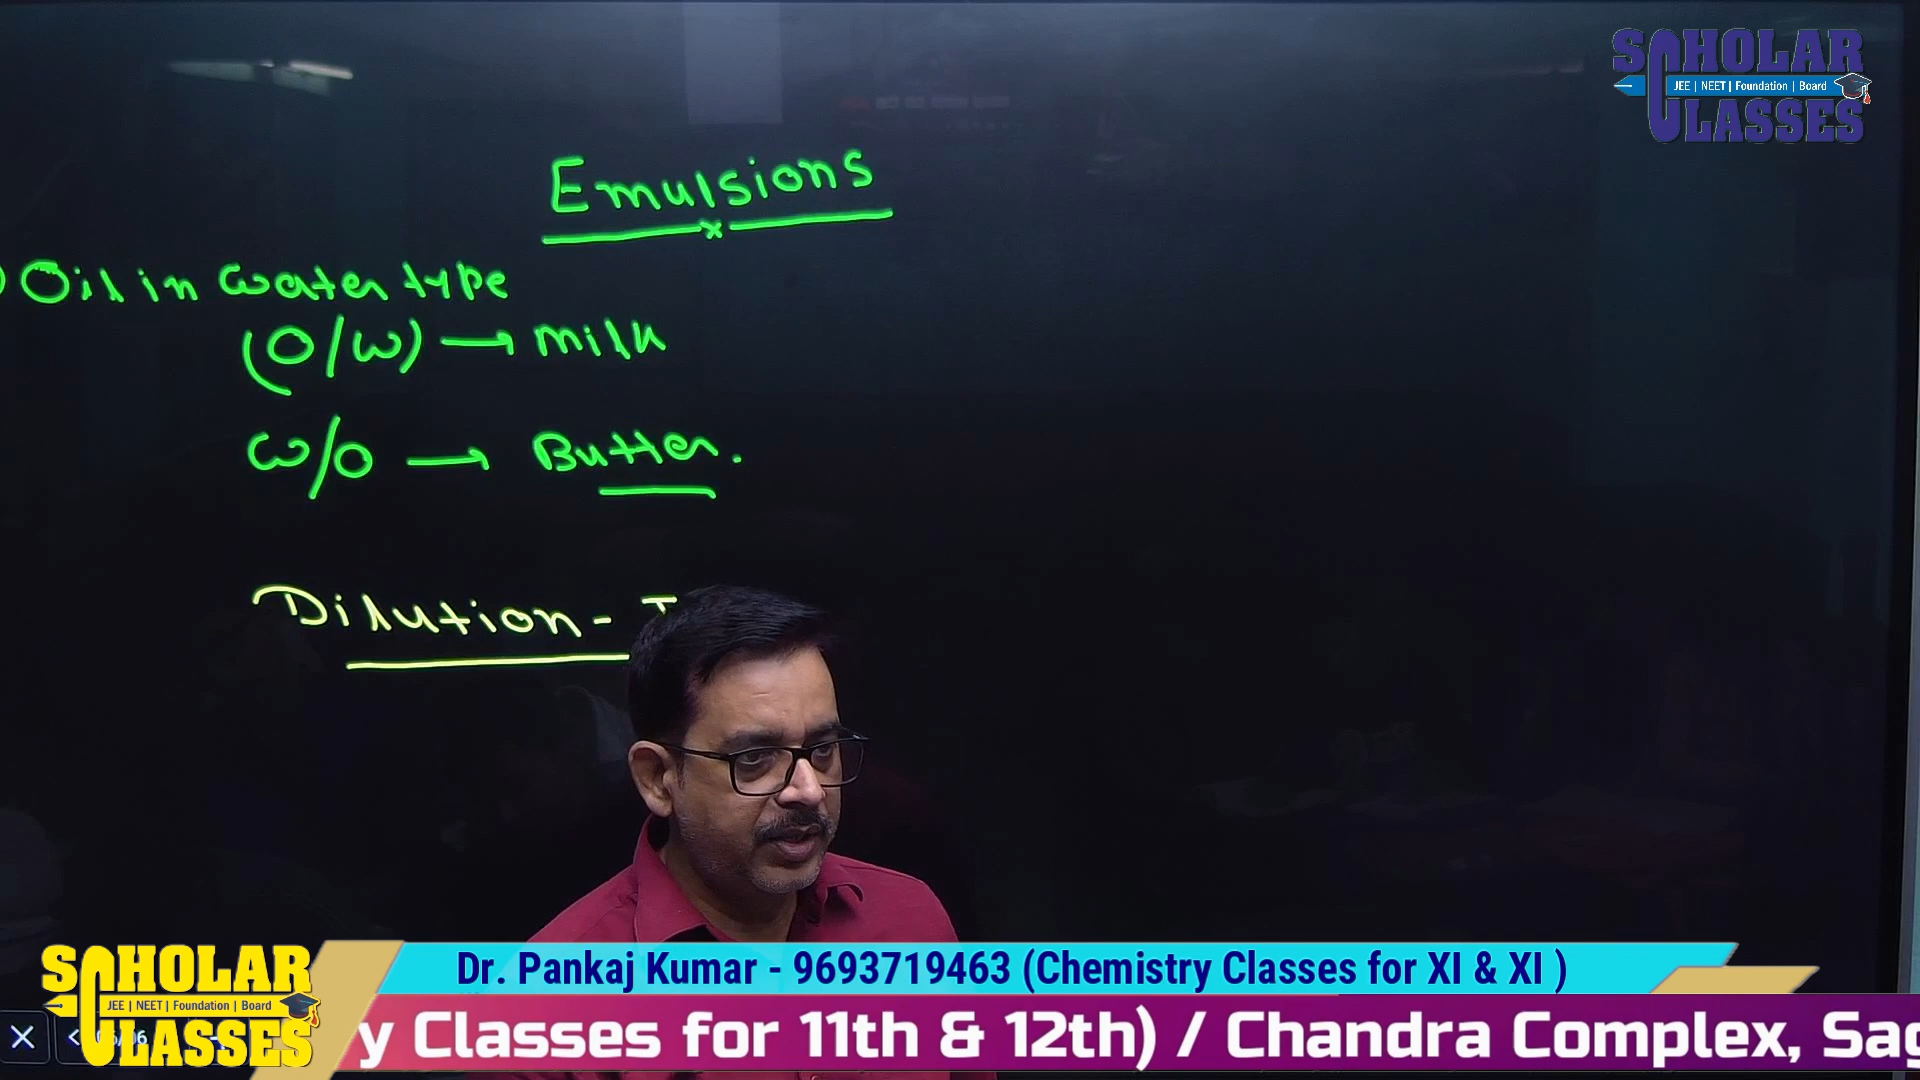 SCHOLAR
JEE | NEET | Foundation | Board
CLASSES
Emulsions
Oil in water type
(O/W) → milk
W/O → Butter.
Dilution -
SCHOLAR
JEE | NEET | Foundation | Board
CLASSES
Dr. Pankaj Kumar - 9693719463 (Chemistry Classes for XI & XI )
y Classes for 11th & 12th) / Chandra Complex, Sag